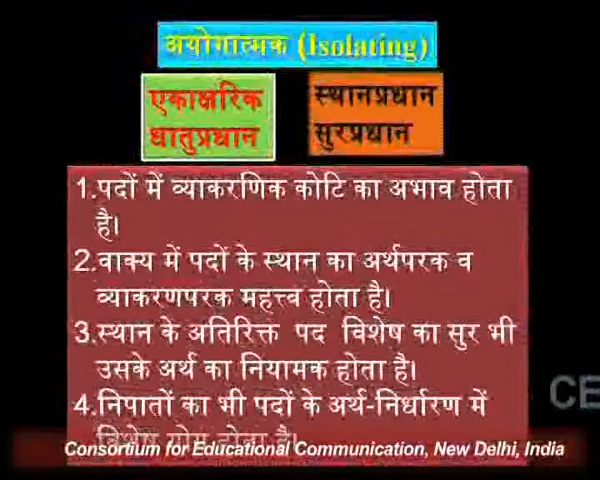 अयोगात्मक (Isolating)
एकाक्षरिक
धातुप्रधान
स्थानप्रधान
सुरप्रधान
1.पदों में व्याकरणिक कोटि का अभाव होता
है।
2.वाक्य में पदों के स्थान का अर्थपरक व
व्याकरणपरक महत्त्व होता है।
3.स्थान के अतिरिक्त पद विशेष का सुर भी
उसके अर्थ का नियामक होता है।
4.निपातों का भी पदों के अर्थ-निर्धारण में
विशेष योग होता है।
CE
Consortium for Educational Communication, New Delhi, India